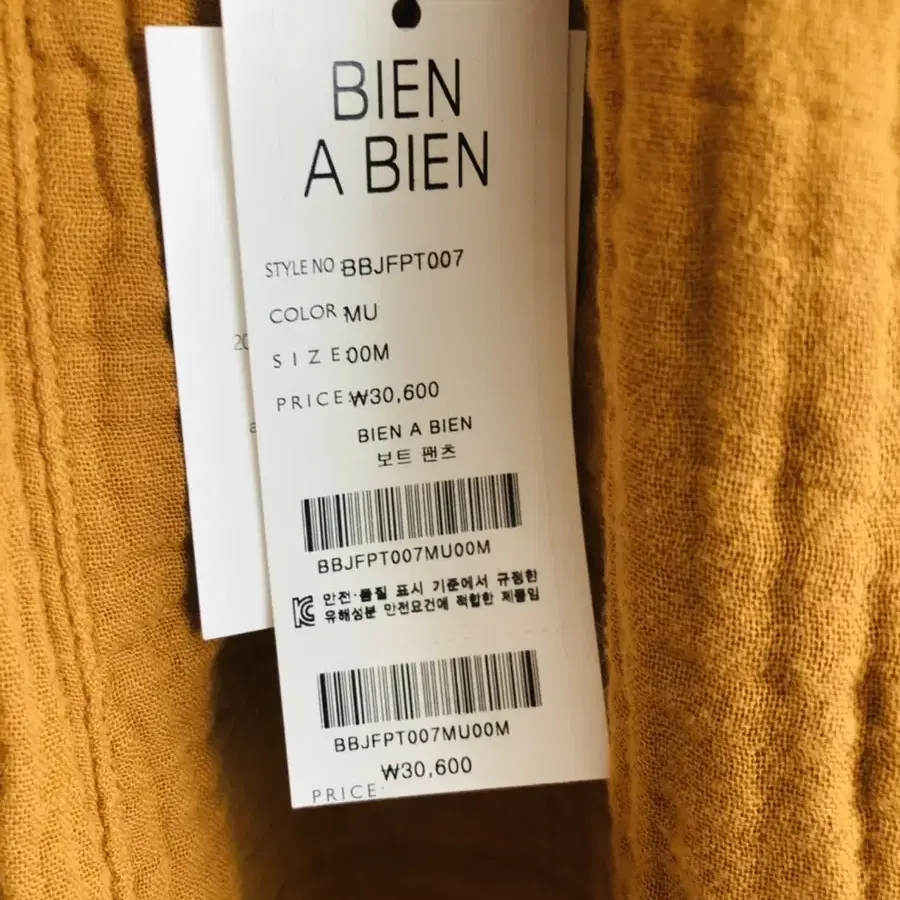 BIEN
A BIEN
STYLE NO:BBJFPT007
COLOR:MU
20
SIZE:00M
PRICE:₩30,600
a
BIEN A BIEN
보트 팬츠
BBJFPT007MU00M
안전·품질 표시 기준에서 규정한
유해성분 안전요건에 적합한 제품임
BBJFPT007MU00M
₩30,600
PRICE: